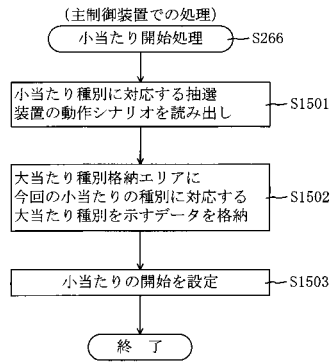 (主制御装置での処理)
小当たり開始処理
S266
小当たり種別に対応する抽選
装置の動作シナリオを読み出し
S1501
大当たり種別格納エリアに
今回の小当たりの種別に対応する
大当たり種別を示すデータを格納
S1502
小当たりの開始を設定
S1503
終 了